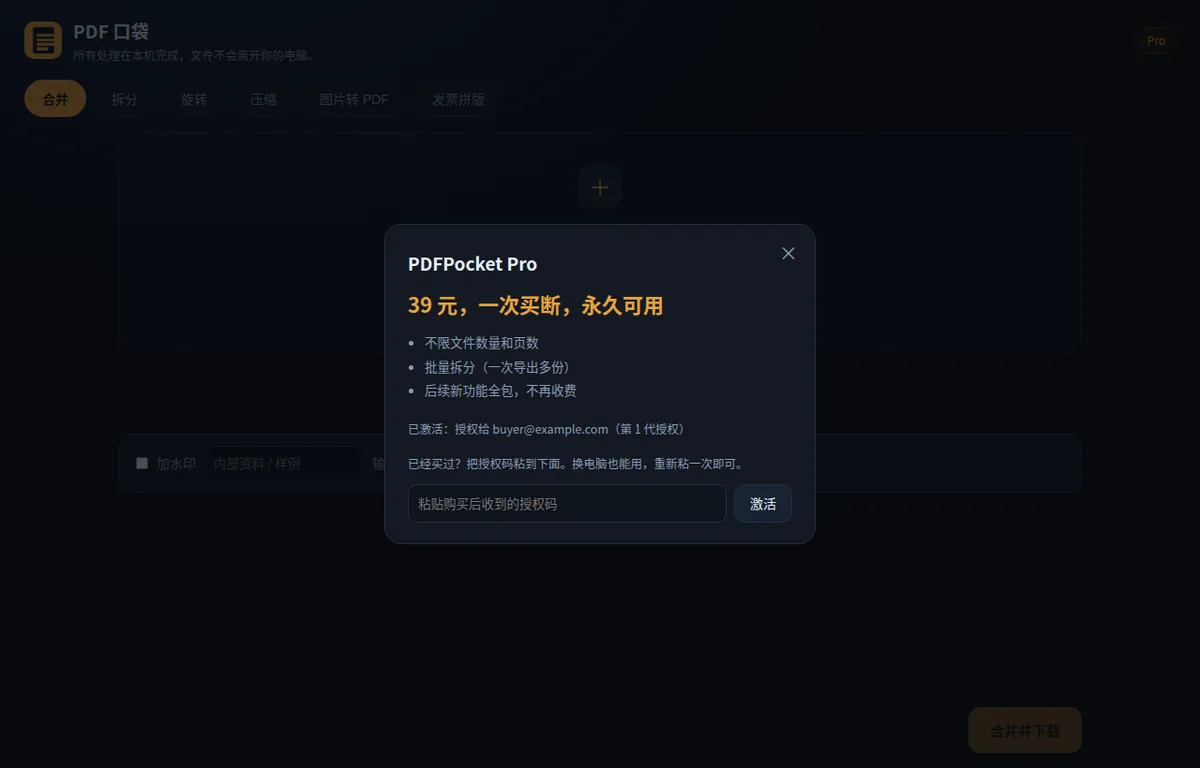 PDF 口袋
所有处理在本机完成，文件不会离开你的电脑。
Pro
合并 拆分 旋转 压缩 图片转 PDF 发票拼版
PDFPocket Pro
39 元，一次买断，永久可用
不限文件数量和页数
批量拆分（一次导出多份）
后续新功能全包，不再收费
已激活：授权给 buyer@example.com（第 1 代授权）
加水印 内部资料 / 样例 输
已经买过？把授权码粘到下面。换电脑也能用，重新粘一次即可。
粘贴购买后收到的授权码 激活
合并并下载